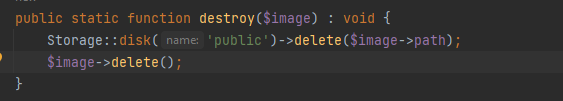 public static function destroy($image) : void {
Storage::disk( name: 'public')->delete($image->path);
$image->delete();
}